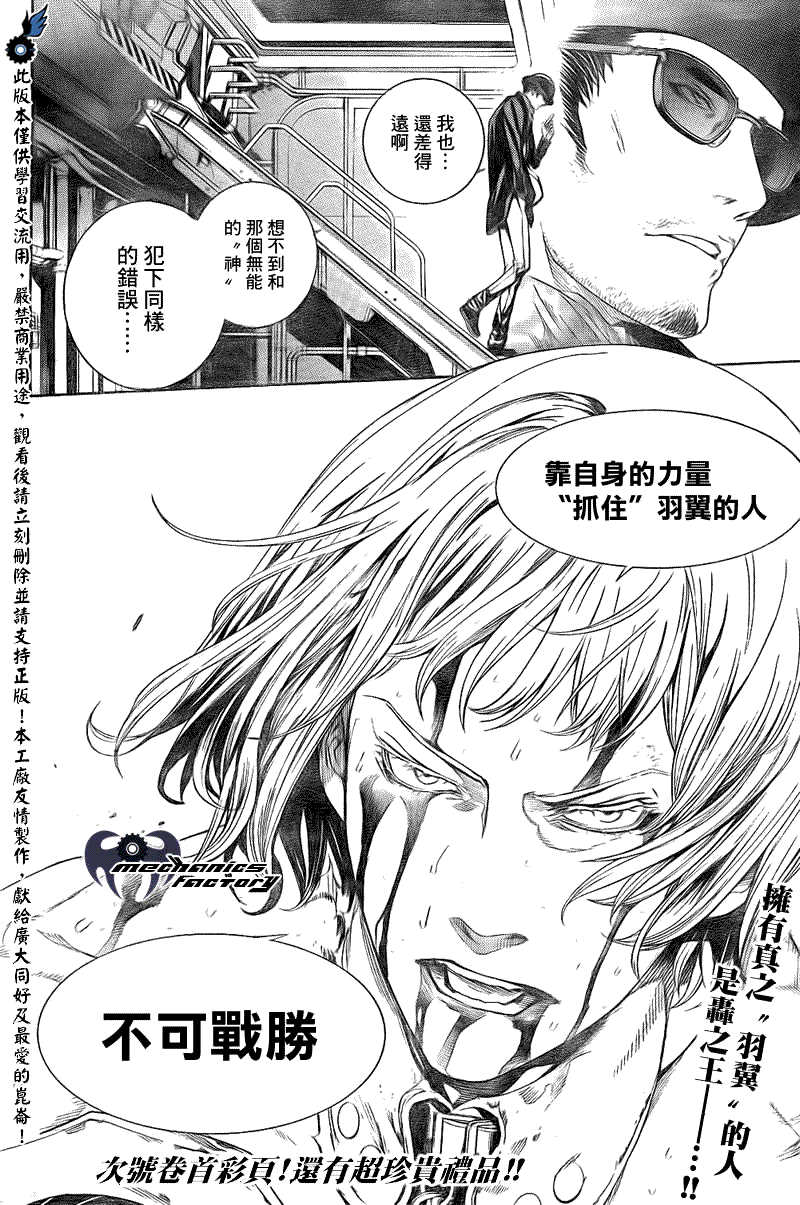 我也…
還差得
遠啊
想不到和
那個無能
的〝神〞
犯下同樣
的錯誤……
靠自身的力量
〝抓住〞羽翼的人
不可戰勝
擁有真之〝羽翼〞的人
是轟之王——…!!
次號卷首彩頁!還有超珍貴禮品!!
mechanics
Factory
此版本僅供學習交流用，嚴禁商業用途，觀看後請立刻刪除並請支持正版！本工廠友情製作，獻給廣大同好及最愛的崑崙！